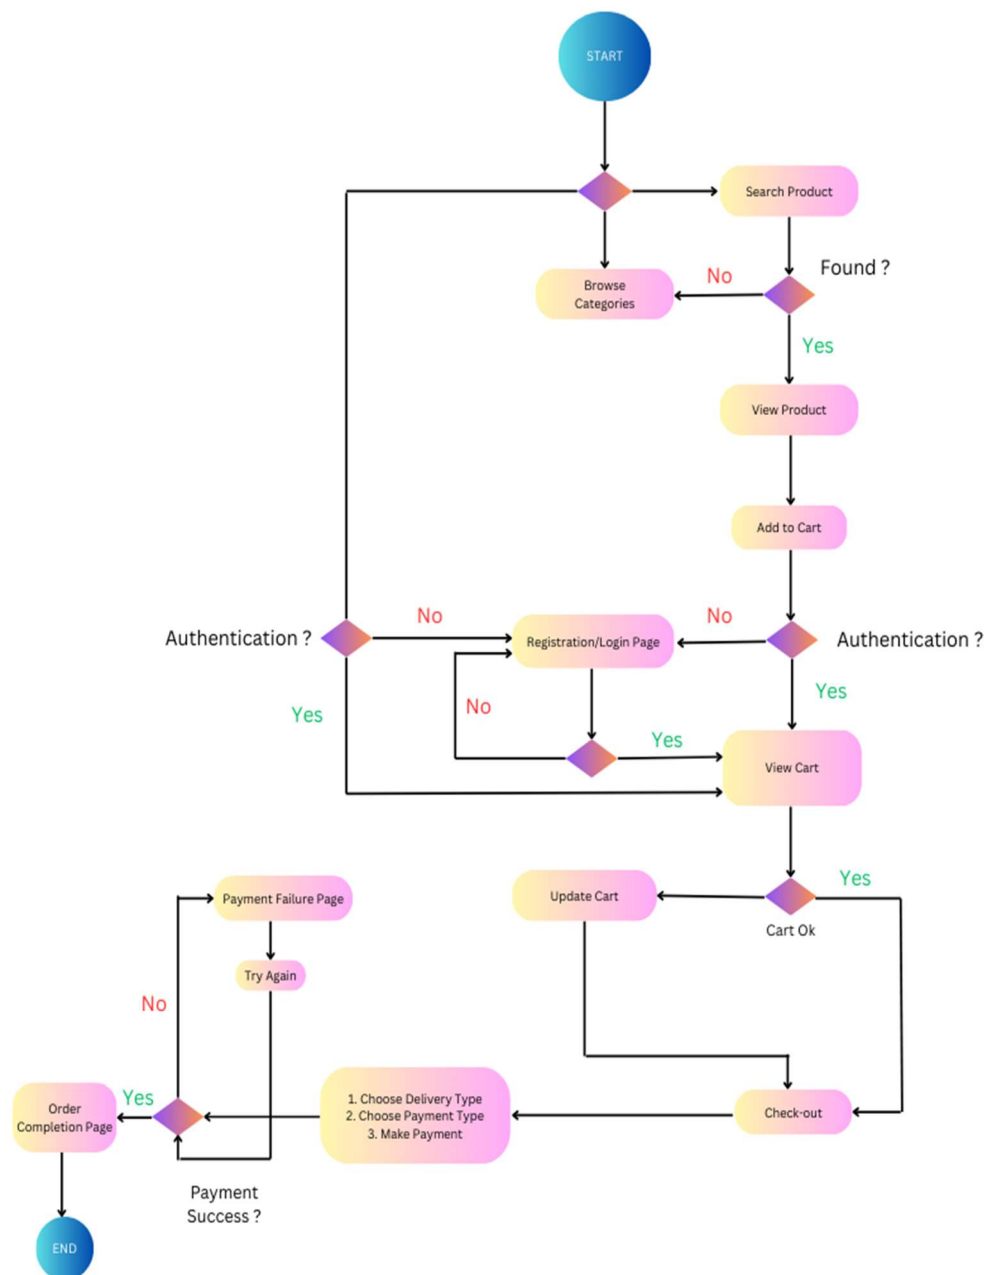 START
Search Product
Found ?
No
Browse
Categories
Yes
View Product
Add to Cart
No
No
Authentication ?
Registration/Login Page
Authentication ?
Yes
No
Yes
Yes
View Cart
Yes
Payment Failure Page
Update Cart
Cart Ok
Try Again
No
Yes
Order
Completion Page
1. Choose Delivery Type
2. Choose Payment Type
3. Make Payment
Check-out
Payment
Success ?
END